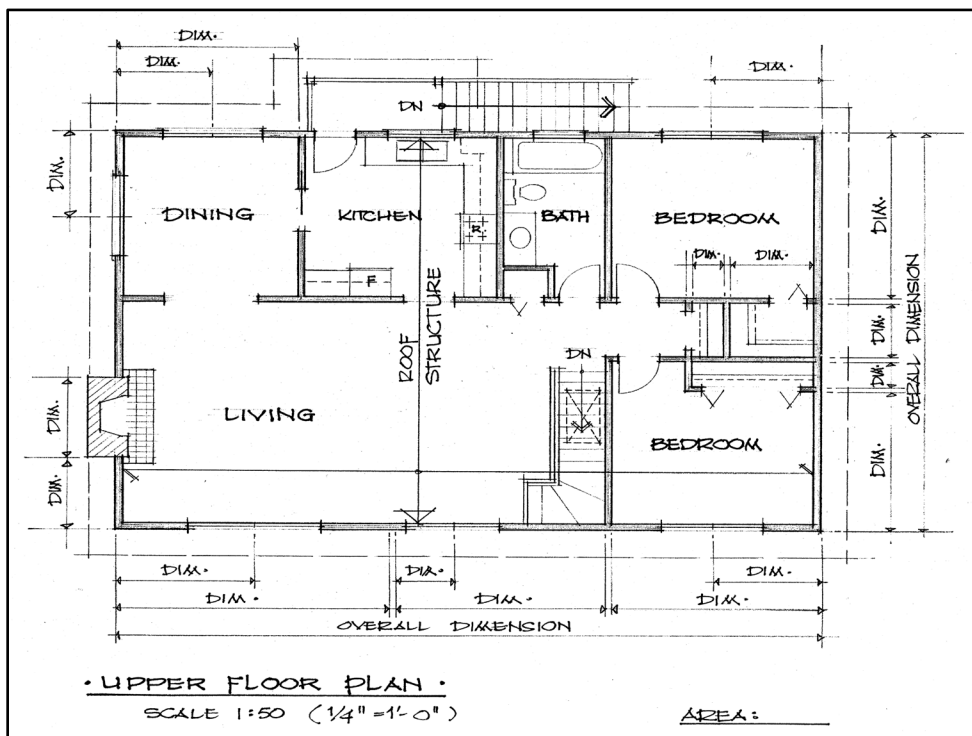 DIM.
DIM.
DIM.
DN
DIM.
DINING
KITCHEN
BATH
BEDROOM
DIM.
R
DIM.
DIM.
F
ROOF
STRUCTURE
OVERALL DIMENSION
DIM.
DN
DIM.
DIM.
LIVING
BEDROOM
DIM.
DIM.
DIM.
DIM.
DIM.
DIM.
DIM.
DIM.
OVERALL DIMENSION
· UPPER FLOOR PLAN ·
SCALE 1:50 (1/4" = 1'-0")
AREA: